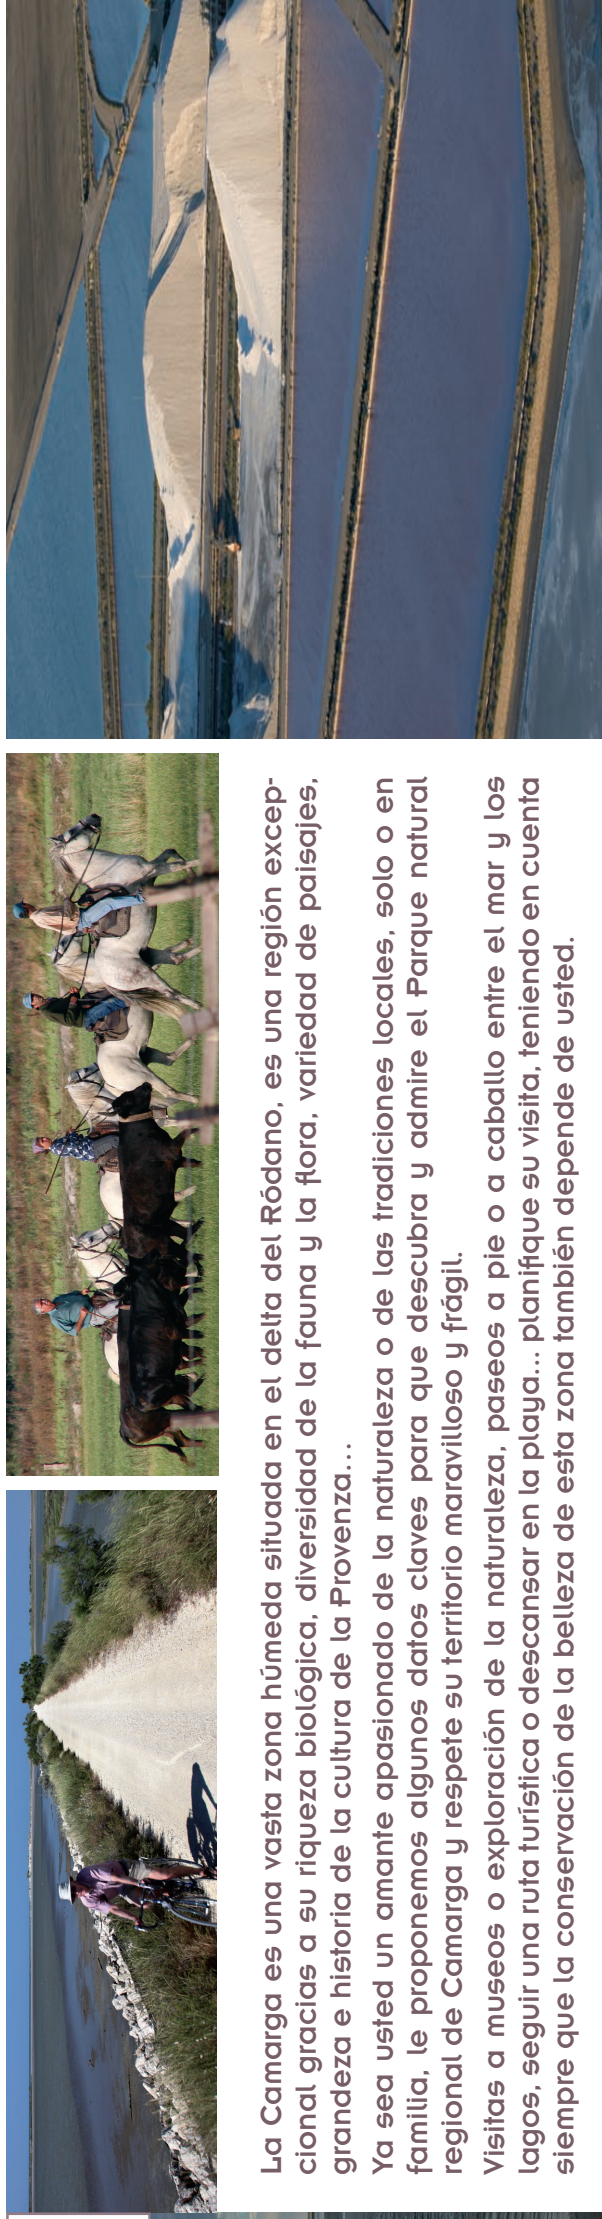 La Camarga es una vasta zona húmeda situada en el delta del Ródano, es una región excep-
cional gracias a su riqueza biológica, diversidad de la fauna y la flora, variedad de paisajes,
grandeza e historia de la cultura de la Provenza...
Ya sea usted un amante apasionado de la naturaleza o de las tradiciones locales, solo o en
familia, le proponemos algunos datos claves para que descubra y admire el Parque natural
regional de Camarga y respete su territorio maravilloso y frágil.
Visitas a museos o exploración de la naturaleza, paseos a pie o a caballo entre el mar y los
lagos, seguir una ruta turística o descansar en la playa... planifique su visita, teniendo en cuenta
siempre que la conservación de la belleza de esta zona también depende de usted.